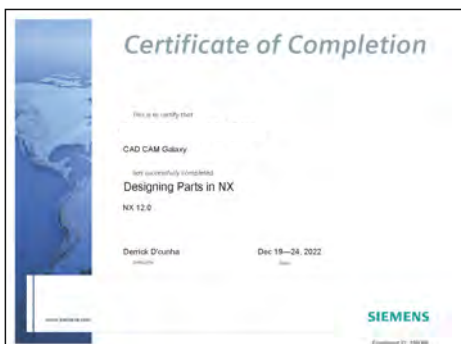 Certificate of Completion
This is to certify that
CAD CAM Galaxy
has successfully completed
Designing Parts in NX
NX 12.0
Derrick D'cunha
Dec 19—24, 2022
Date
SIEMENS